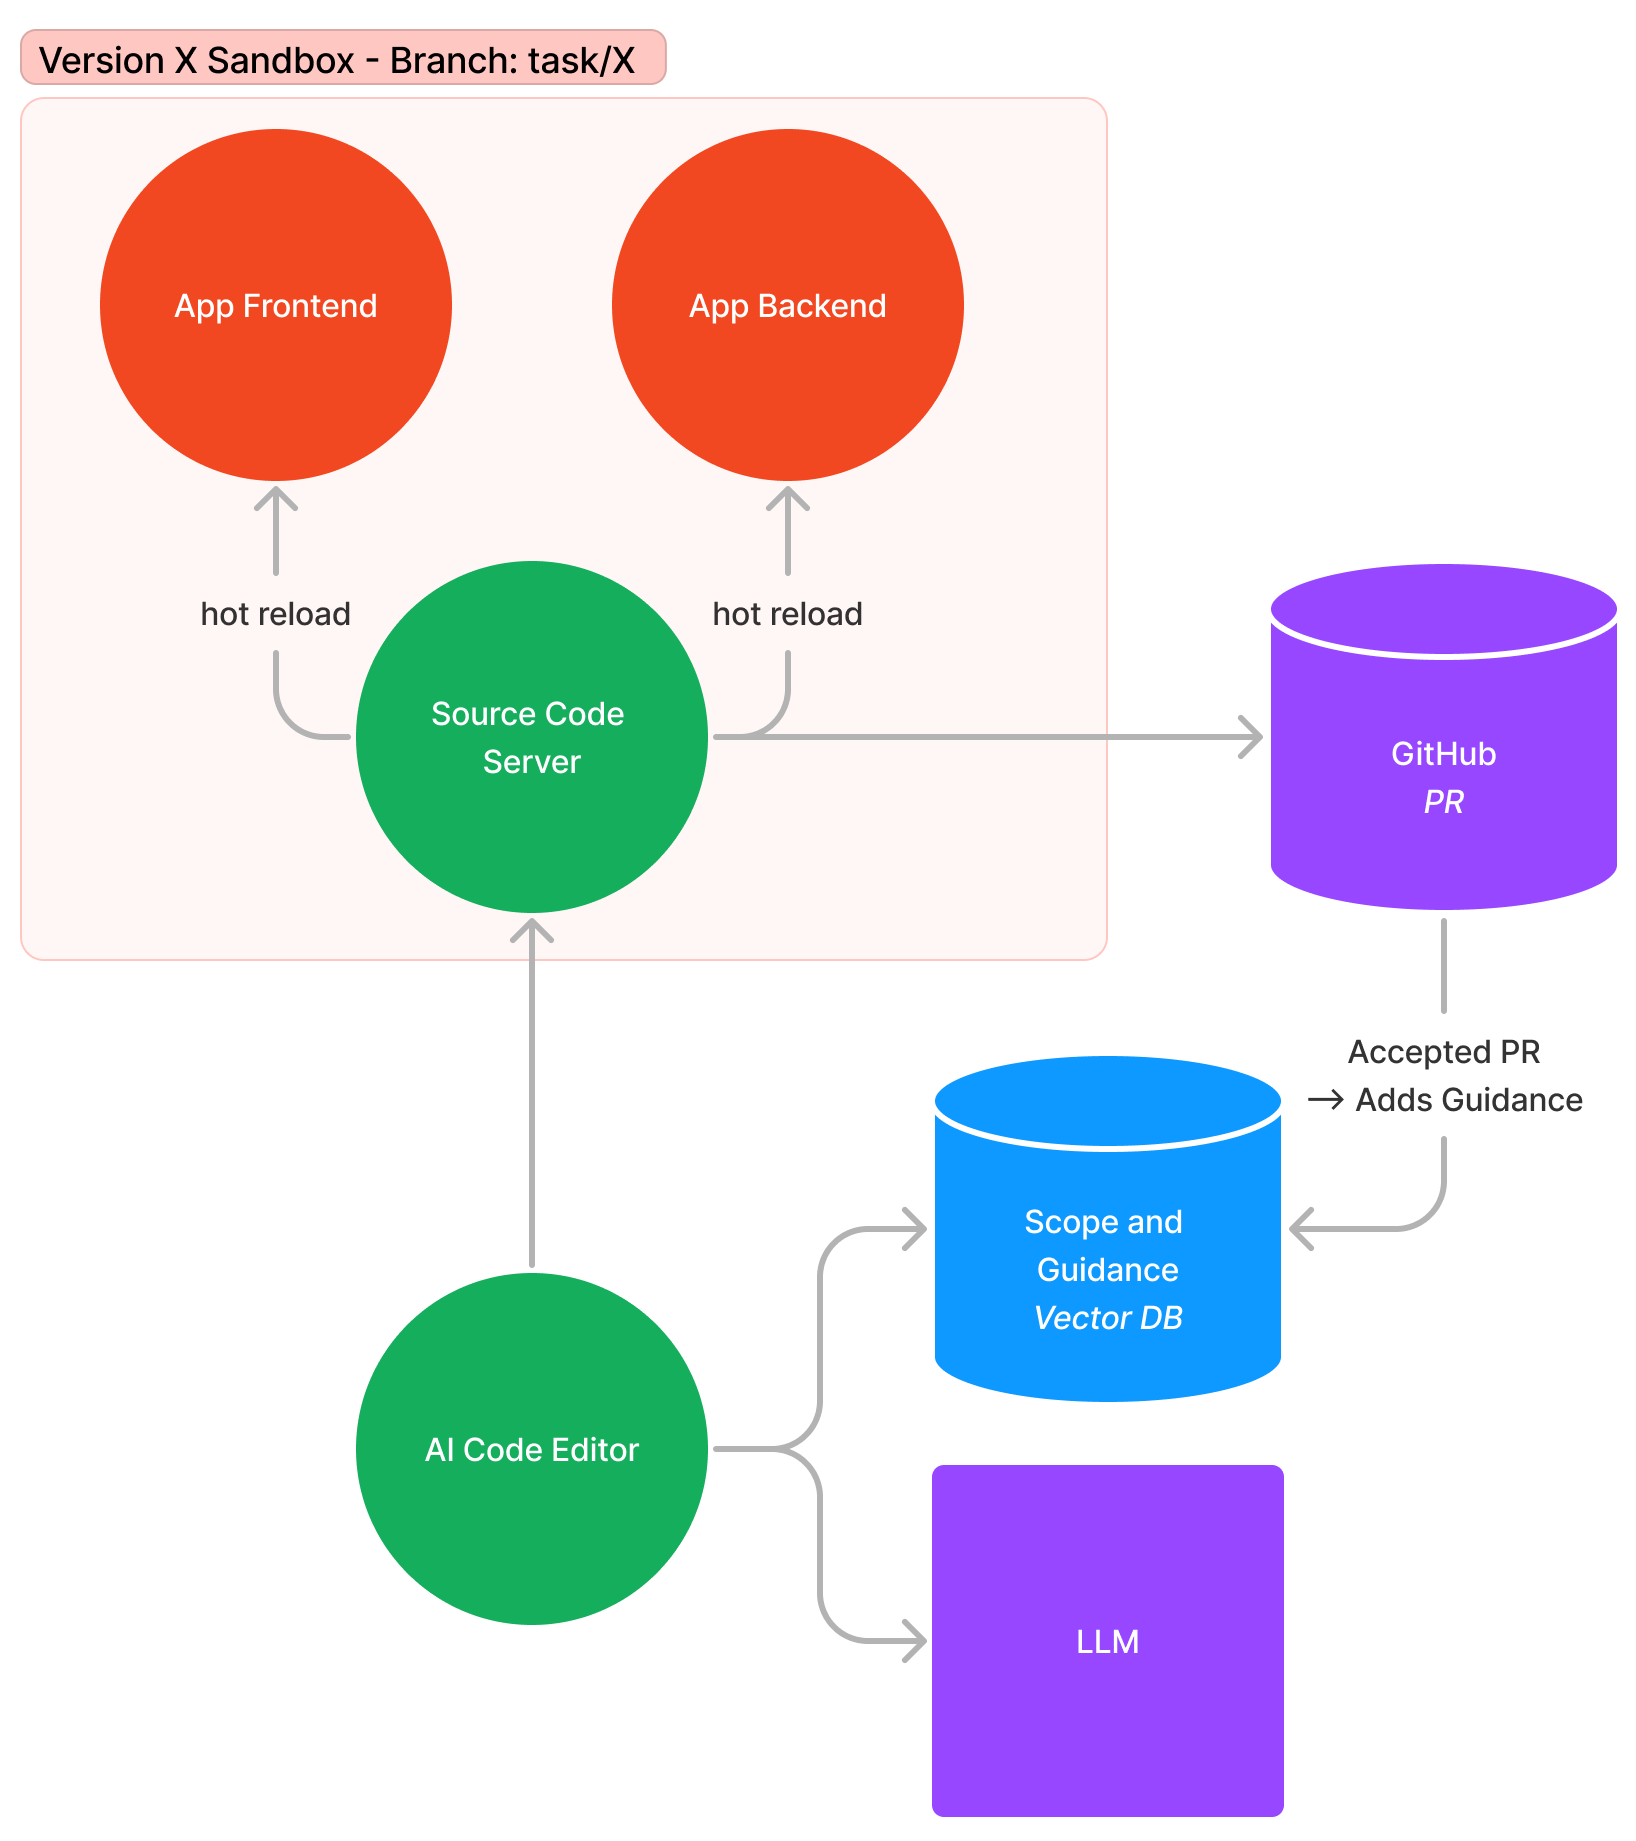 Version X Sandbox - Branch: task/X
App Frontend
App Backend
hot reload
hot reload
Source Code
Server
GitHub
PR
Accepted PR
→ Adds Guidance
Scope and
Guidance
Vector DB
AI Code Editor
LLM